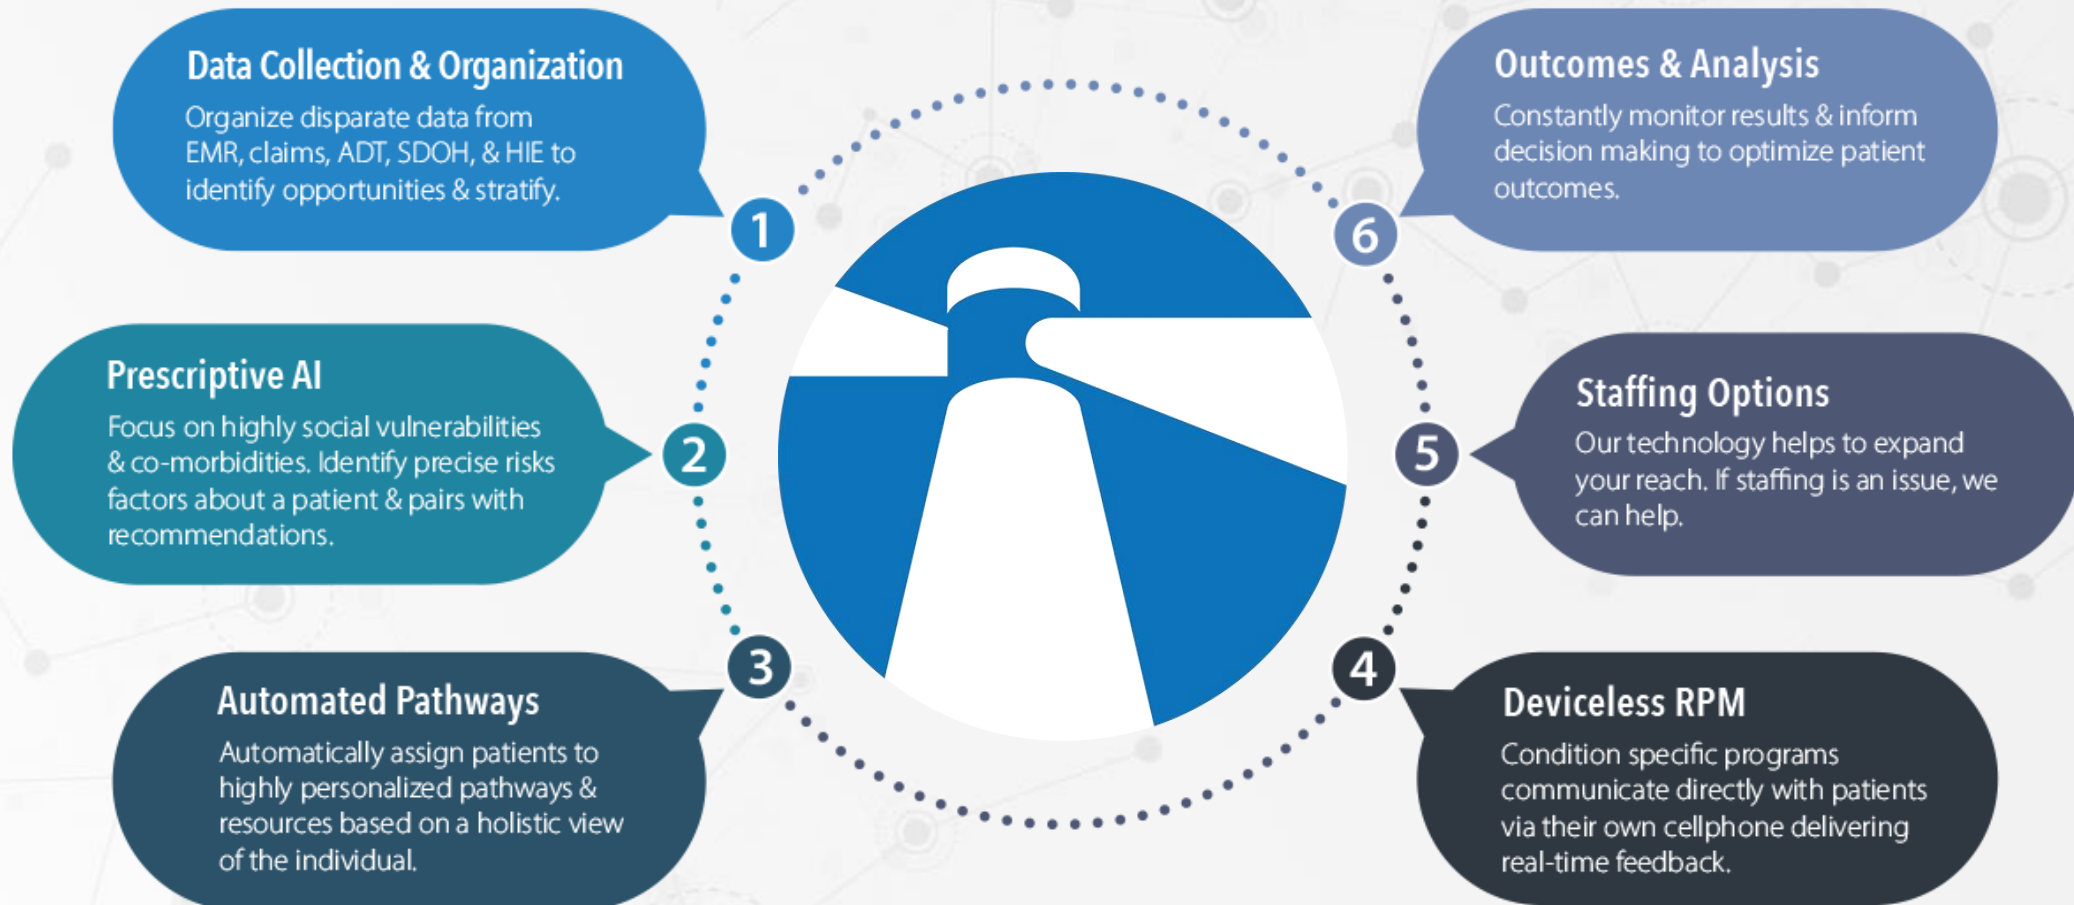 Data Collection & Organization
Organize disparate data from
EMR, claims, ADT, SDOH, & HIE to
identify opportunities & stratify.
1
Prescriptive AI
Focus on highly social vulnerabilities
& co-morbidities. Identify precise risks
factors about a patient & pairs with
recommendations.
2
Automated Pathways
Automatically assign patients to
highly personalized pathways &
resources based on a holistic view
of the individual.
3
Deviceless RPM
Condition specific programs
communicate directly with patients
via their own cellphone delivering
real-time feedback.
4
Staffing Options
Our technology helps to expand
your reach. If staffing is an issue, we
can help.
5
Outcomes & Analysis
Constantly monitor results & inform
decision making to optimize patient
outcomes.
6